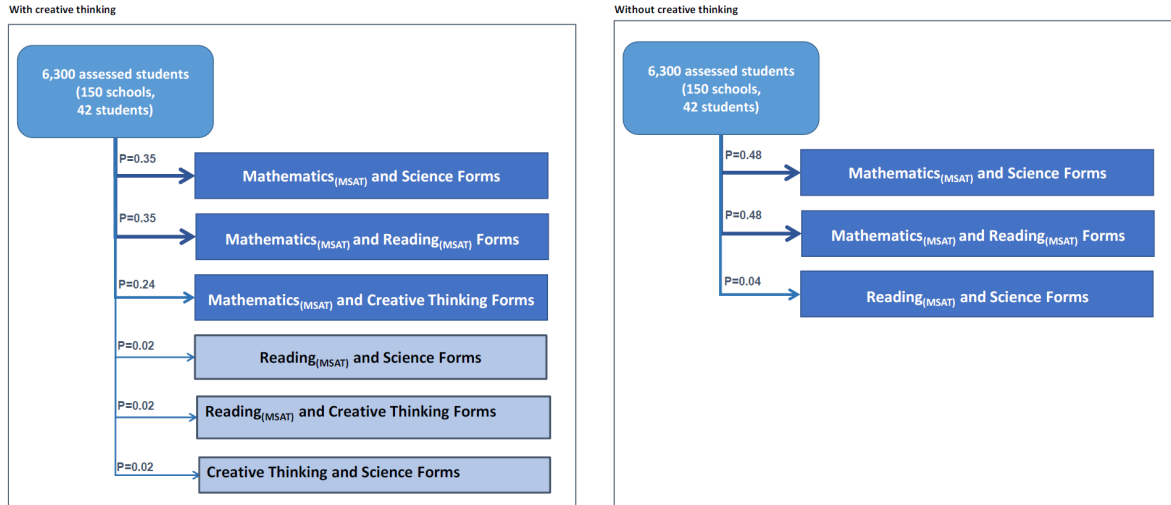 With creative thinking
6,300 assessed students
(150 schools,
42 students)
P=0.35
Mathematics(MSAT) and Science Forms
P=0.35
Mathematics(MSAT) and Reading(MSAT) Forms
P=0.24
Mathematics(MSAT) and Creative Thinking Forms
P=0.02
Reading(MSAT) and Science Forms
P=0.02
Reading(MSAT) and Creative Thinking Forms
P=0.02
Creative Thinking and Science Forms
Without creative thinking
6,300 assessed students
(150 schools,
42 students)
P=0.48
Mathematics(MSAT) and Science Forms
P=0.48
Mathematics(MSAT) and Reading(MSAT) Forms
P=0.04
Reading(MSAT) and Science Forms